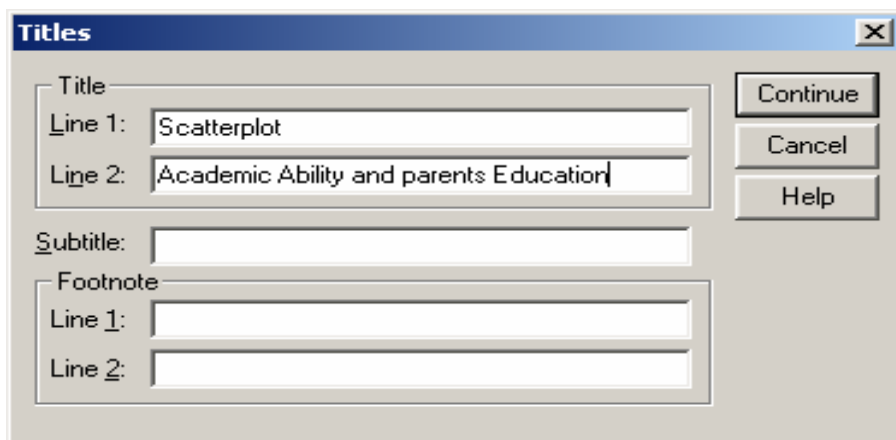 Titles
Title
Line 1: Scatterplot
Line 2: Academic Ability and parents Education
Subtitle:
Footnote
Line 1:
Line 2:
Continue
Cancel
Help